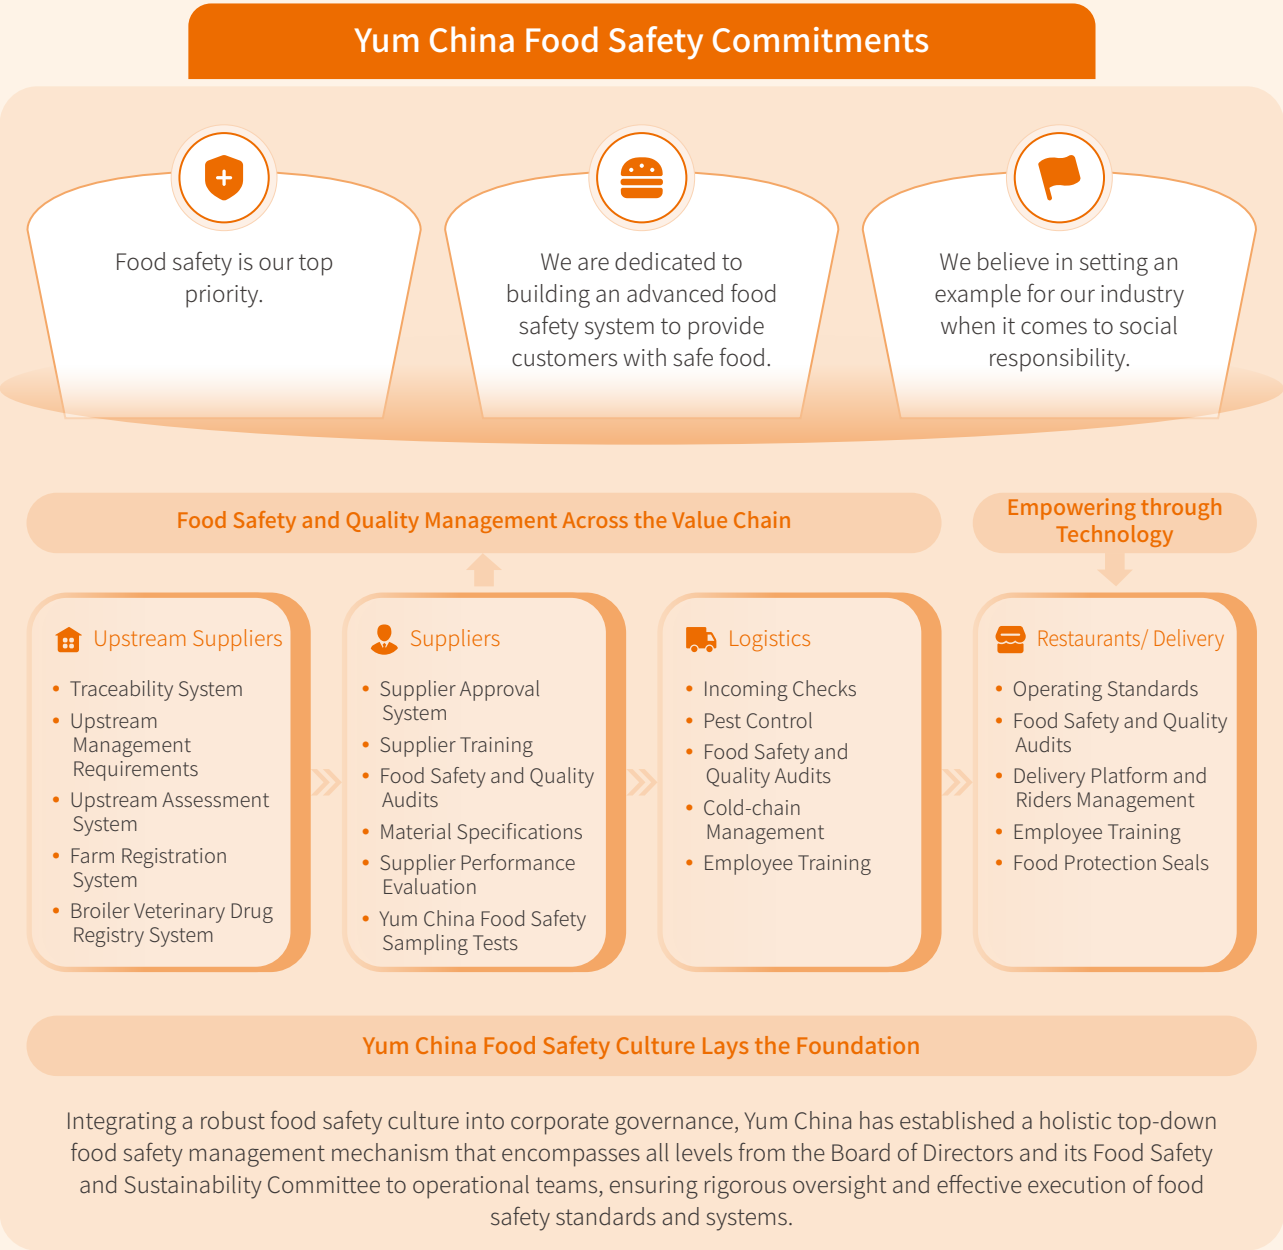 Yum China Food Safety Commitments
Food safety is our top
priority.
We are dedicated to
building an advanced food
safety system to provide
customers with safe food.
We believe in setting an
example for our industry
when it comes to social
responsibility.
Food Safety and Quality Management Across the Value Chain
Empowering through
Technology
Upstream Suppliers
• Traceability System
• Upstream
Management
Requirements
• Upstream Assessment
System
• Farm Registration
System
• Broiler Veterinary Drug
Registry System
Suppliers
• Supplier Approval
System
• Supplier Training
• Food Safety and Quality
Audits
• Material Specifications
• Supplier Performance
Evaluation
• Yum China Food Safety
Sampling Tests
Logistics
• Incoming Checks
• Pest Control
• Food Safety and
Quality Audits
• Cold-chain
Management
• Employee Training
Restaurants/ Delivery
• Operating Standards
• Food Safety and Quality
Audits
• Delivery Platform and
Riders Management
• Employee Training
• Food Protection Seals
Yum China Food Safety Culture Lays the Foundation
Integrating a robust food safety culture into corporate governance, Yum China has established a holistic top-down
food safety management mechanism that encompasses all levels from the Board of Directors and its Food Safety
and Sustainability Committee to operational teams, ensuring rigorous oversight and effective execution of food
safety standards and systems.